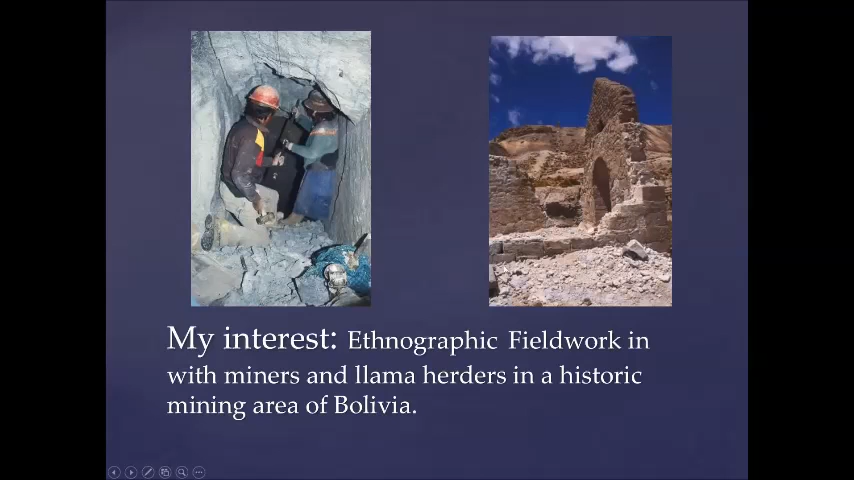 My interest: Ethnographic Fieldwork in
with miners and llama herders in a historic
mining area of Bolivia.